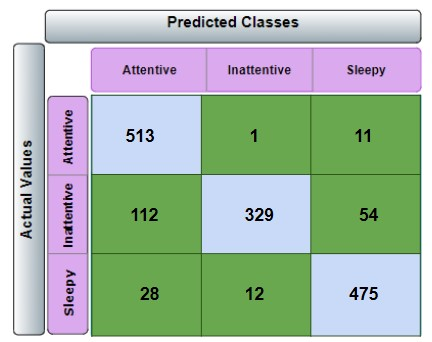 Predicted Classes
Attentive Inattentive Sleepy
Actual Values
Attentive 513 1 11
Inattentive 112 329 54
Sleepy 28 12 475